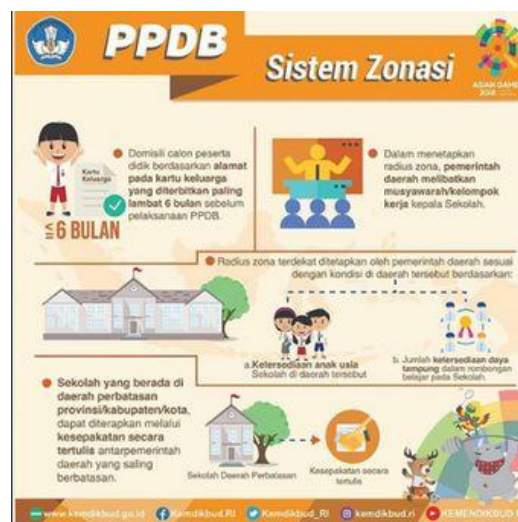 PPDB
Sistem Zonasi
ASIAN GAMES
2018
Kartu
Keluarga
≤6 BULAN
Domisili calon peserta
didik berdasarkan alamat
pada kartu keluarga
yang diterbitkan paling
lambat 6 bulan sebelum
pelaksanaan PPDB.
Dalam menetapkan
radius zona, pemerintah
daerah melibatkan
musyawarah/kelompok
kerja kepala Sekolah.
Radius zona terdekat ditetapkan oleh pemerintah daerah sesuai
dengan kondisi di daerah tersebut berdasarkan:
a.Ketersediaan anak usia
Sekolah di daerah tersebut
b. Jumlah ketersediaan daya
tampung dalam rombongan
belajar pada Sekolah.
Sekolah yang berada di
daerah perbatasan
provinsi/kabupaten/kota,
dapat diterapkan melalui
kesepakatan secara
tertulis antarpemerintah
daerah yang saling
berbatasan.
Sekolah Daerah Perbatasan
Kesepakatan secara
tertulis
www.kemdikbud.go.id Kemdikbud.RI Kemdikbud_RI kemdikbud.ri KEMENDIKBUD RI